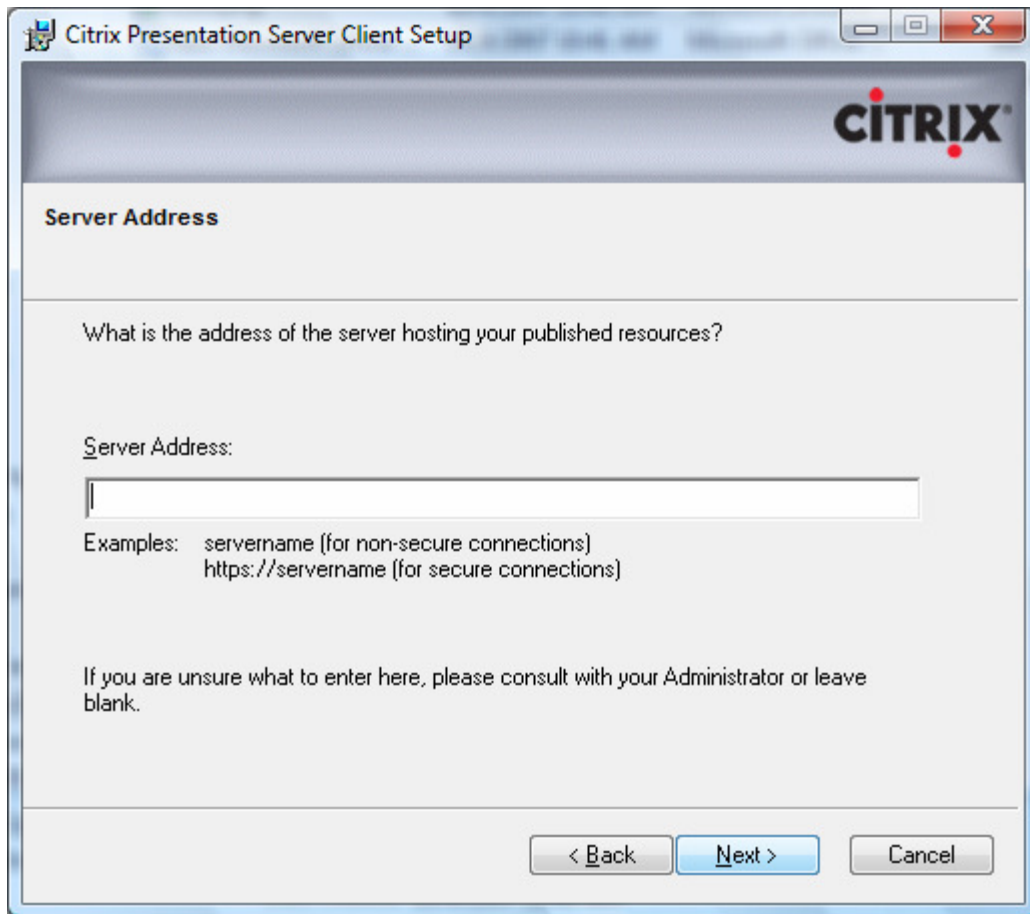 Citrix Presentation Server Client Setup
CİTRIX®
Server Address
What is the address of the server hosting your published resources?
Server Address:
Examples: servername (for non-secure connections)
https://servername (for secure connections)
If you are unsure what to enter here, please consult with your Administrator or leave
blank.
< Back
Next >
Cancel